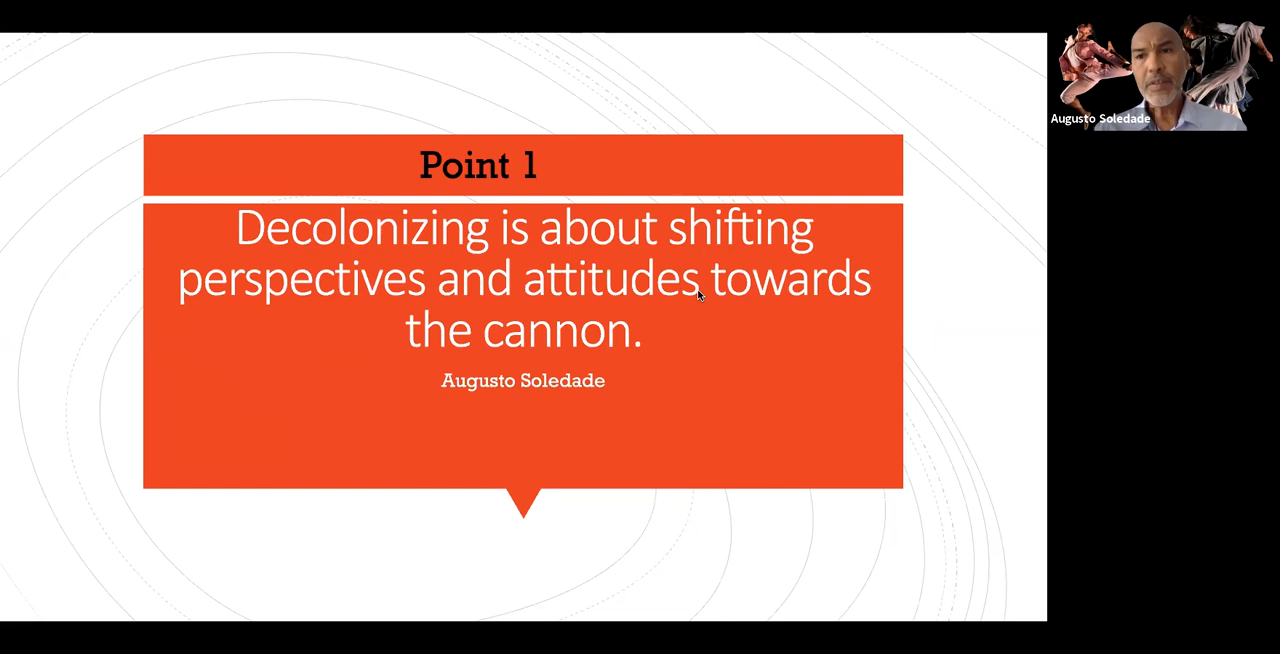 Point 1
Decolonizing is about shifting
perspectives and attitudes towards
the cannon.
Augusto Soledade
Augusto Soledade